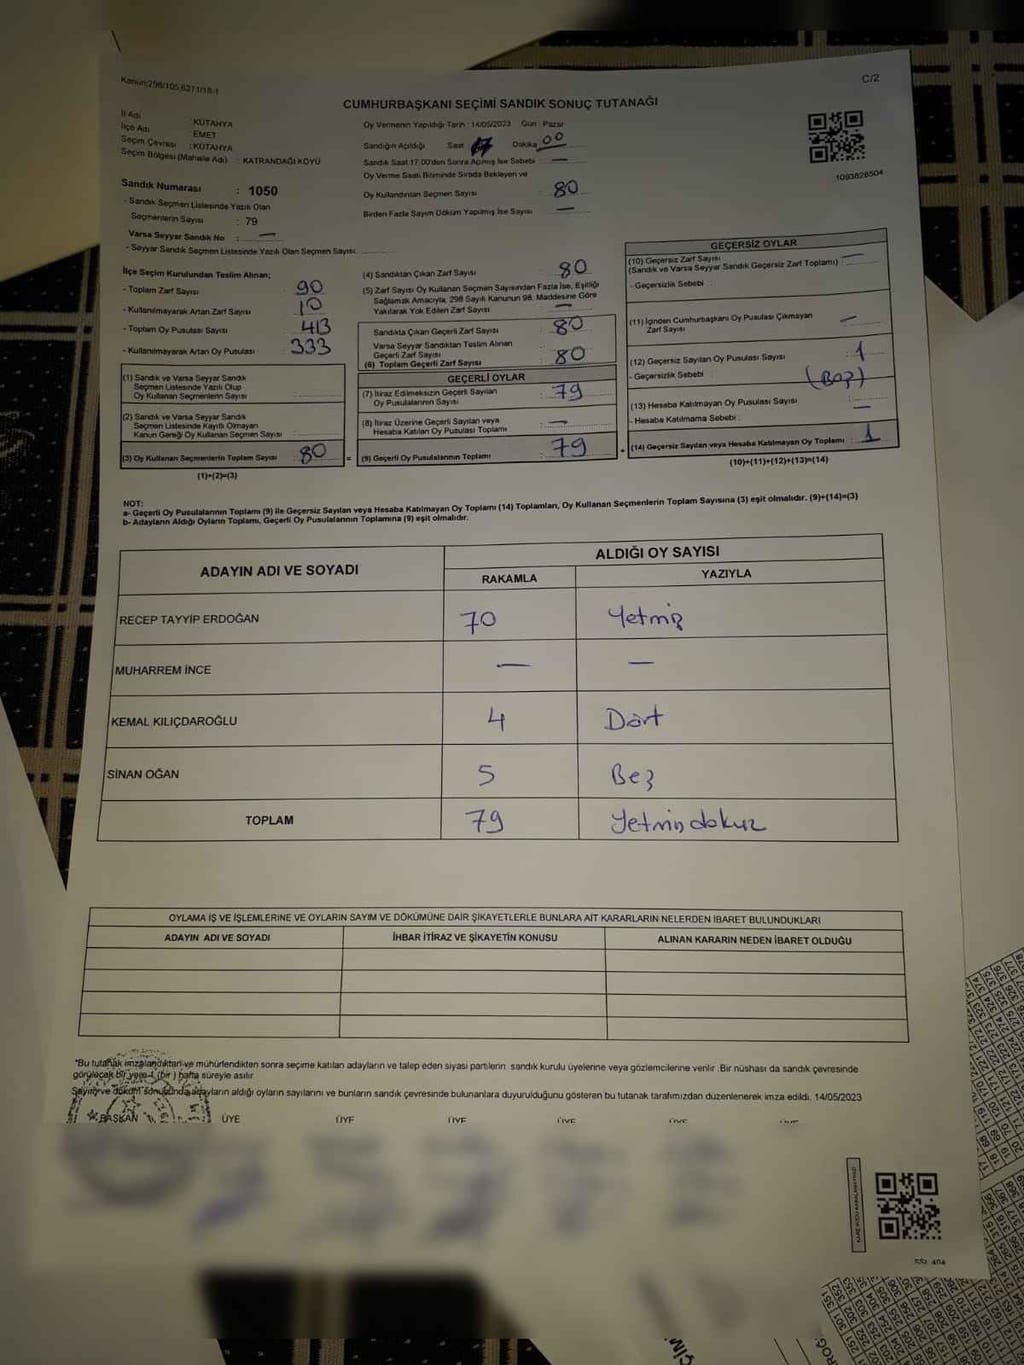 Kanun:298/105,6271/18-1
C/2
CUMHURBAŞKANI SEÇİMİ SANDIK SONUÇ TUTANAĞI
İl Adı : KÜTAHYA
İlçe Adı : EMET
Seçim Çevresi : KÜTAHYA
Seçim Bölgesi (Mahalle Adı) : KATRANDAĞI KÖYÜ
Sandık Numarası : 1050
- Sandık Seçmen Listesinde Yazılı Olan
Seçmenlerin Sayısı : 79
Varsa Seyyar Sandık No : —
- Seyyar Sandık Seçmen Listesinde Yazılı Olan Seçmen Sayısı:
Oy Vermenin Yapıldığı Tarih : 14/05/2023 Gün : Pazar
Sandığın Açıldığı Saat 17 Dakika 00
Sandık Saat 17.00'den Sonra Açılmış İse Sebebi —
Oy Verme Saati Bitiminde Sırada Bekleyen ve
Oy Kullandırılan Seçmen Sayısı 80
Birden Fazla Sayım Döküm Yapılmış İse Sayısı —
1093826504
İlçe Seçim Kurulundan Teslim Alınan;
- Toplam Zarf Sayısı : 90
- Kullanılmayarak Artan Zarf Sayısı : 10
- Toplam Oy Pusulası Sayısı : 413
- Kullanılmayarak Artan Oy Pusulası : 333
(1) Sandık ve Varsa Seyyar Sandık
Seçmen Listesinde Yazılı Olup
Oy Kullanan Seçmenlerin Sayısı
(2) Sandık ve Varsa Seyyar Sandık
Seçmen Listesinde Kayıtlı Olmayan
Kanun Gereği Oy Kullanan Seçmen Sayısı
(3) Oy Kullanan Seçmenlerin Toplam Sayısı : 80
(1)+(2)=(3)
(4) Sandıktan Çıkan Zarf Sayısı : 80
(5) Zarf Sayısı Oy Kullanan Seçmen Sayısından Fazla İse, Eşitliği
Sağlamak Amacıyla, 298 Sayılı Kanunun 98. Maddesine Göre
Yakılarak Yok Edilen Zarf Sayısı : —
Sandıkta Çıkan Geçerli Zarf Sayısı : 80
Varsa Seyyar Sandıktan Teslim Alınan
Geçerli Zarf Sayısı
(6) Toplam Geçerli Zarf Sayısı : 80
GEÇERLİ OYLAR
(7) İtiraz Edilmeksizin Geçerli Sayılan
Oy Pusulalarının Sayısı : 79
(8) İtiraz Üzerine Geçerli Sayılan veya
Hesaba Katılan Oy Pusulası Toplamı : —
= (9) Geçerli Oy Pusulalarının Toplamı : 79 +
GEÇERSİZ OYLAR
(10) Geçersiz Zarf Sayısı
(Sandık ve Varsa Seyyar Sandık Geçersiz Zarf Toplamı) : —
- Geçersizlik Sebebi :
(11) İçinden Cumhurbaşkanı Oy Pusulası Çıkmayan
Zarf Sayısı : —
(12) Geçersiz Sayılan Oy Pusulası Sayısı : 1
- Geçersizlik Sebebi : (Boş)
(13) Hesaba Katılmayan Oy Pusulası Sayısı : —
- Hesaba Katılmama Sebebi :
(14) Geçersiz Sayılan veya Hesaba Katılmayan Oy Toplamı : 1
(10)+(11)+(12)+(13)=(14)
NOT:
a- Geçerli Oy Pusulalarının Toplamı (9) ile Geçersiz Sayılan veya Hesaba Katılmayan Oy Toplamı (14) Toplamları, Oy Kullanan Seçmenlerin Toplam Sayısına (3) eşit olmalıdır. (9)+(14)=(3)
b- Adayların Aldığı Oyların Toplamı, Geçerli Oy Pusulalarının Toplamına (9) eşit olmalıdır.
ADAYIN ADI VE SOYADI
ALDIĞI OY SAYISI
RAKAMLA YAZIYLA
RECEP TAYYİP ERDOĞAN 70 Yetmiş
MUHARREM İNCE — —
KEMAL KILIÇDAROĞLU 4 Dört
SİNAN OĞAN 5 Beş
TOPLAM 79 Yetmiş dokuz
OYLAMA İŞ VE İŞLEMLERİNE VE OYLARIN SAYIM VE DÖKÜMÜNE DAİR ŞİKAYETLERLE BUNLARA AİT KARARLARIN NELERDEN İBARET BULUNDUKLARI
ADAYIN ADI VE SOYADI İHBAR İTİRAZ VE ŞİKAYETİN KONUSU ALINAN KARARIN NEDEN İBARET OLDUĞU
*Bu tutanak imzalandıktan ve mühürlendikten sonra seçime katılan adayların ve talep eden siyasi partilerin sandık kurulu üyelerine veya gözlemcilerine verilir .Bir nüshası da sandık çevresinde
görülecek bir yere 1 (bir ) hafta süreyle asılır.
Sayım ve döküm sonucunda adayların aldığı oyların sayılarını ve bunların sandık çevresinde bulunanlara duyurulduğunu gösteren bu tutanak tarafımızdan düzenlenerek imza edildi. 14/05/2023
BAŞKAN ÜYE ÜYE ÜYE ÜYE ÜYE